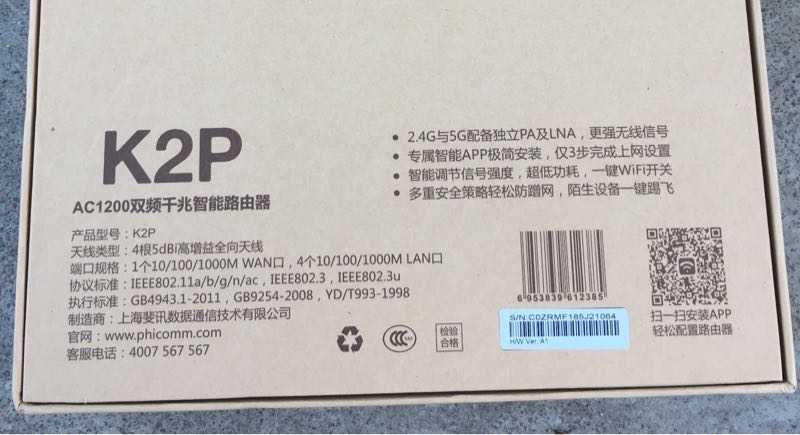 K2P
AC1200双频千兆智能路由器
产品型号：K2P
天线类型：4根5dBi高增益全向天线
端口规格：1个10/100/1000M WAN口，4个10/100/1000M LAN口
协议标准：IEEE802.11a/b/g/n/ac，IEEE802.3，IEEE802.3u
执行标准：GB4943.1-2011，GB9254-2008，YD/T993-1998
制造商：上海斐讯数据通信技术有限公司
官网：www.phicomm.com
客服电话：4007 567 567
• 2.4G与5G配备独立PA及LNA，更强无线信号
• 专属智能APP极简安装，仅3步完成上网设置
• 智能调节信号强度，超低功耗，一键WiFi开关
• 多重安全策略轻松防蹭网，陌生设备一键踢飞
CCC
检验
合格
6 953839 612385
S/N:C0ZRMF185J21064
H/W Ver. A1
扫一扫安装APP
轻松配置路由器